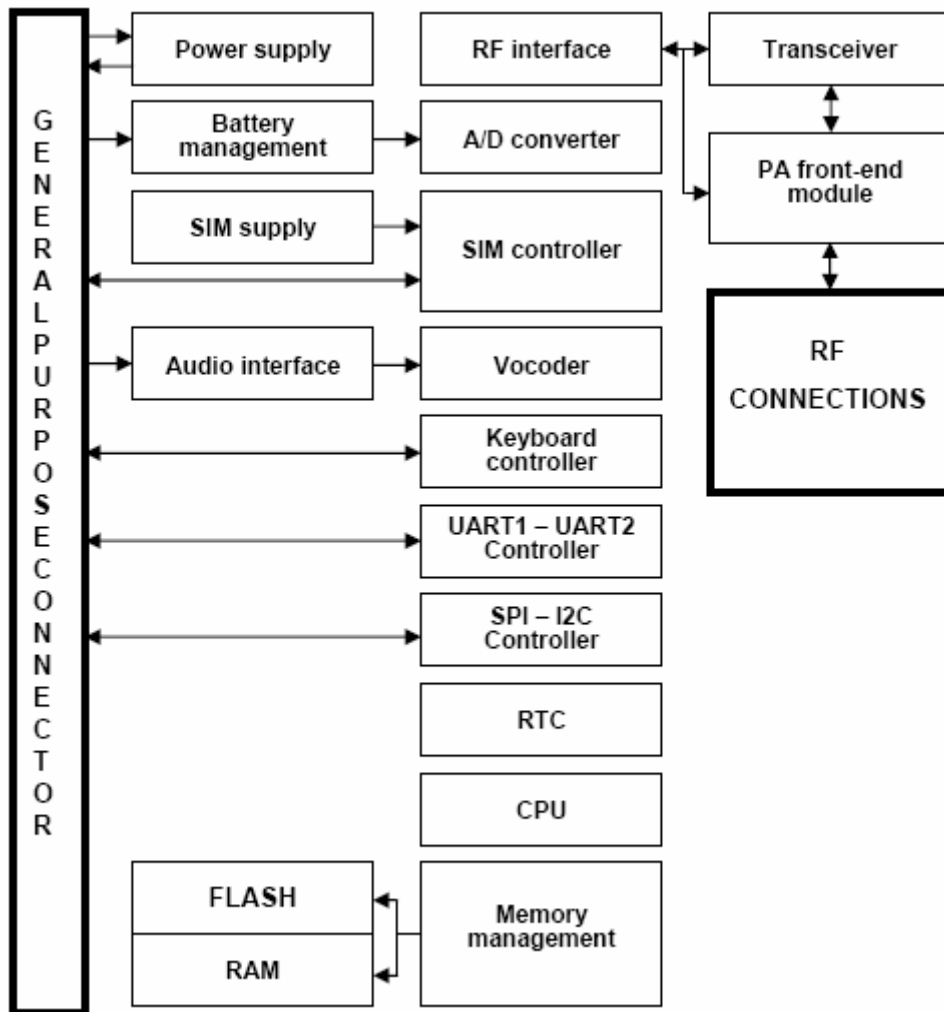 GENERALPURPOSECONNECTOR
Power supply
RF interface
Transceiver
Battery
management
A/D converter
PA front-end
module
SIM supply
SIM controller
RF
CONNECTIONS
Audio interface
Vocoder
Keyboard
controller
UART1 – UART2
Controller
SPI – I2C
Controller
RTC
CPU
FLASH
RAM
Memory
management